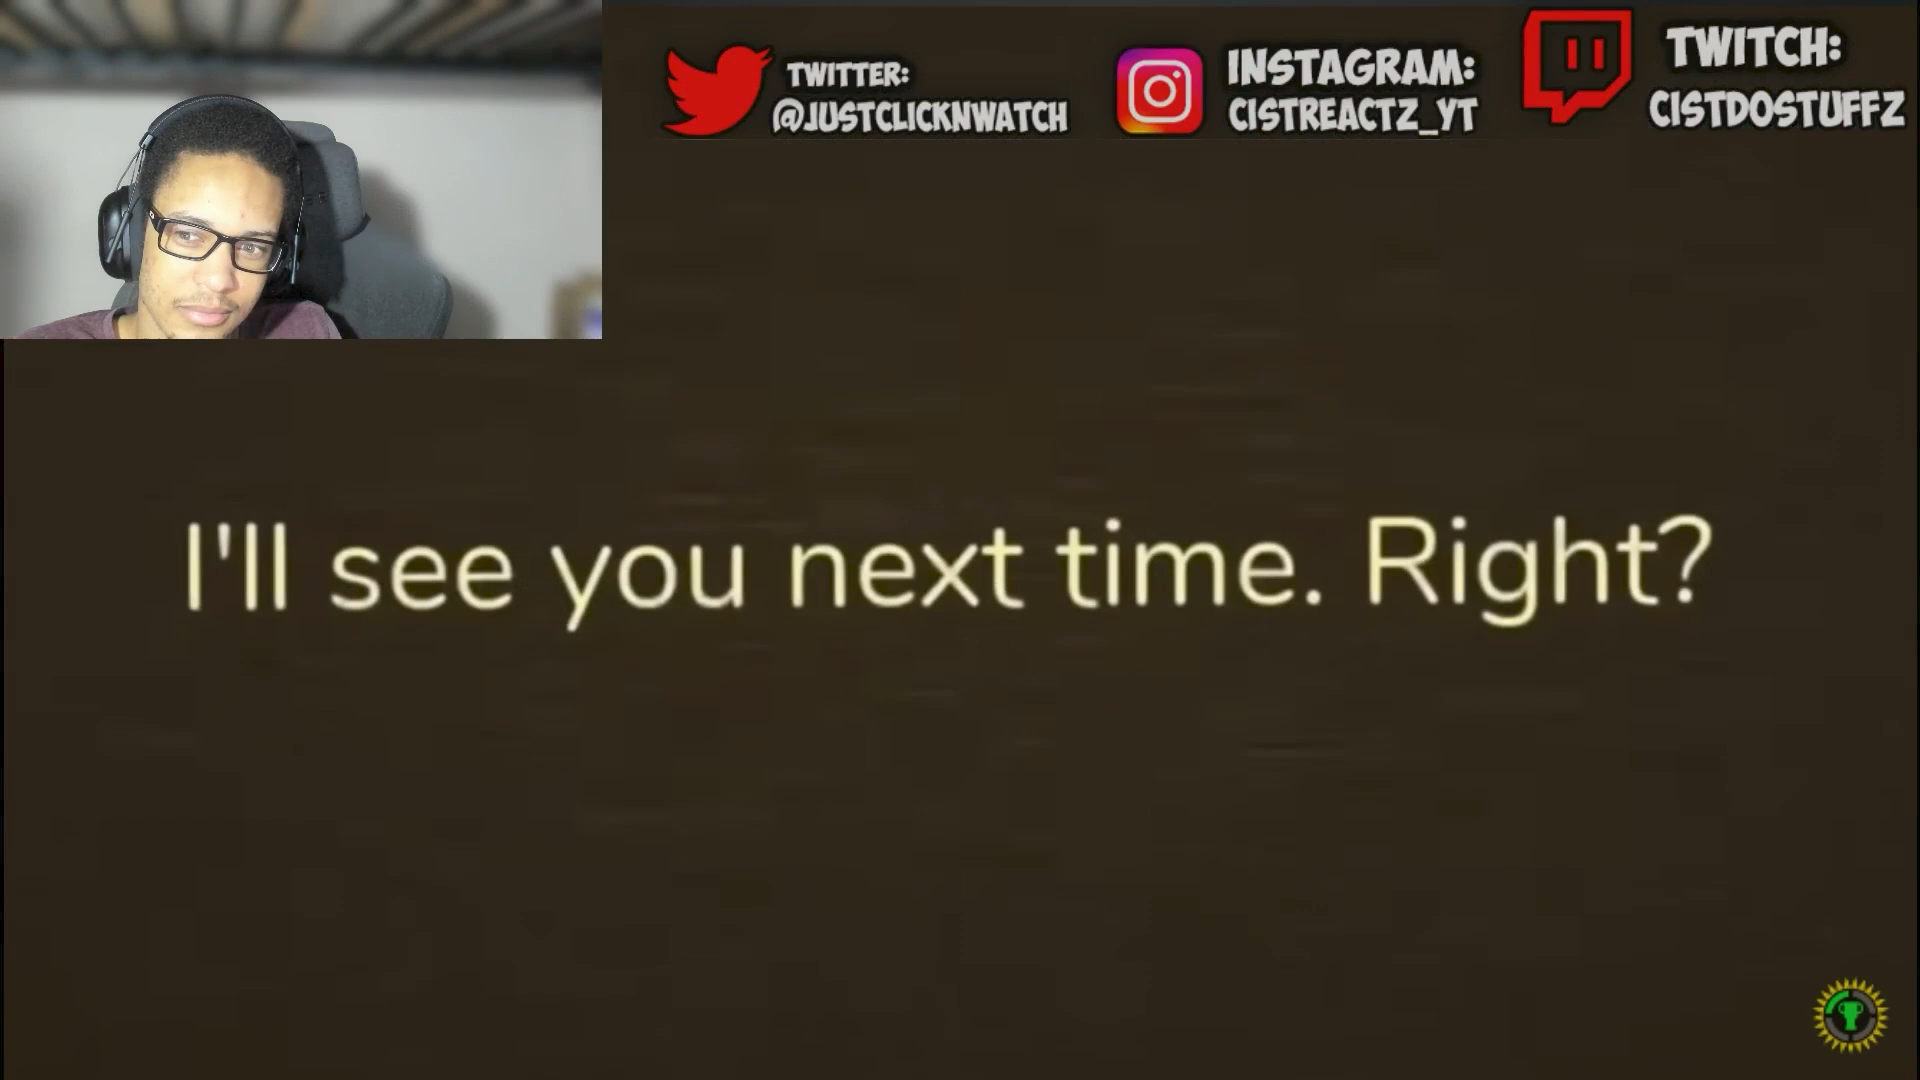 TWITTER:
@JUSTCLICKNWATCH
INSTAGRAM:
CISTREACTZ_YT
TWITCH:
CISTDOSTUFFZ
I'll see you next time. Right?